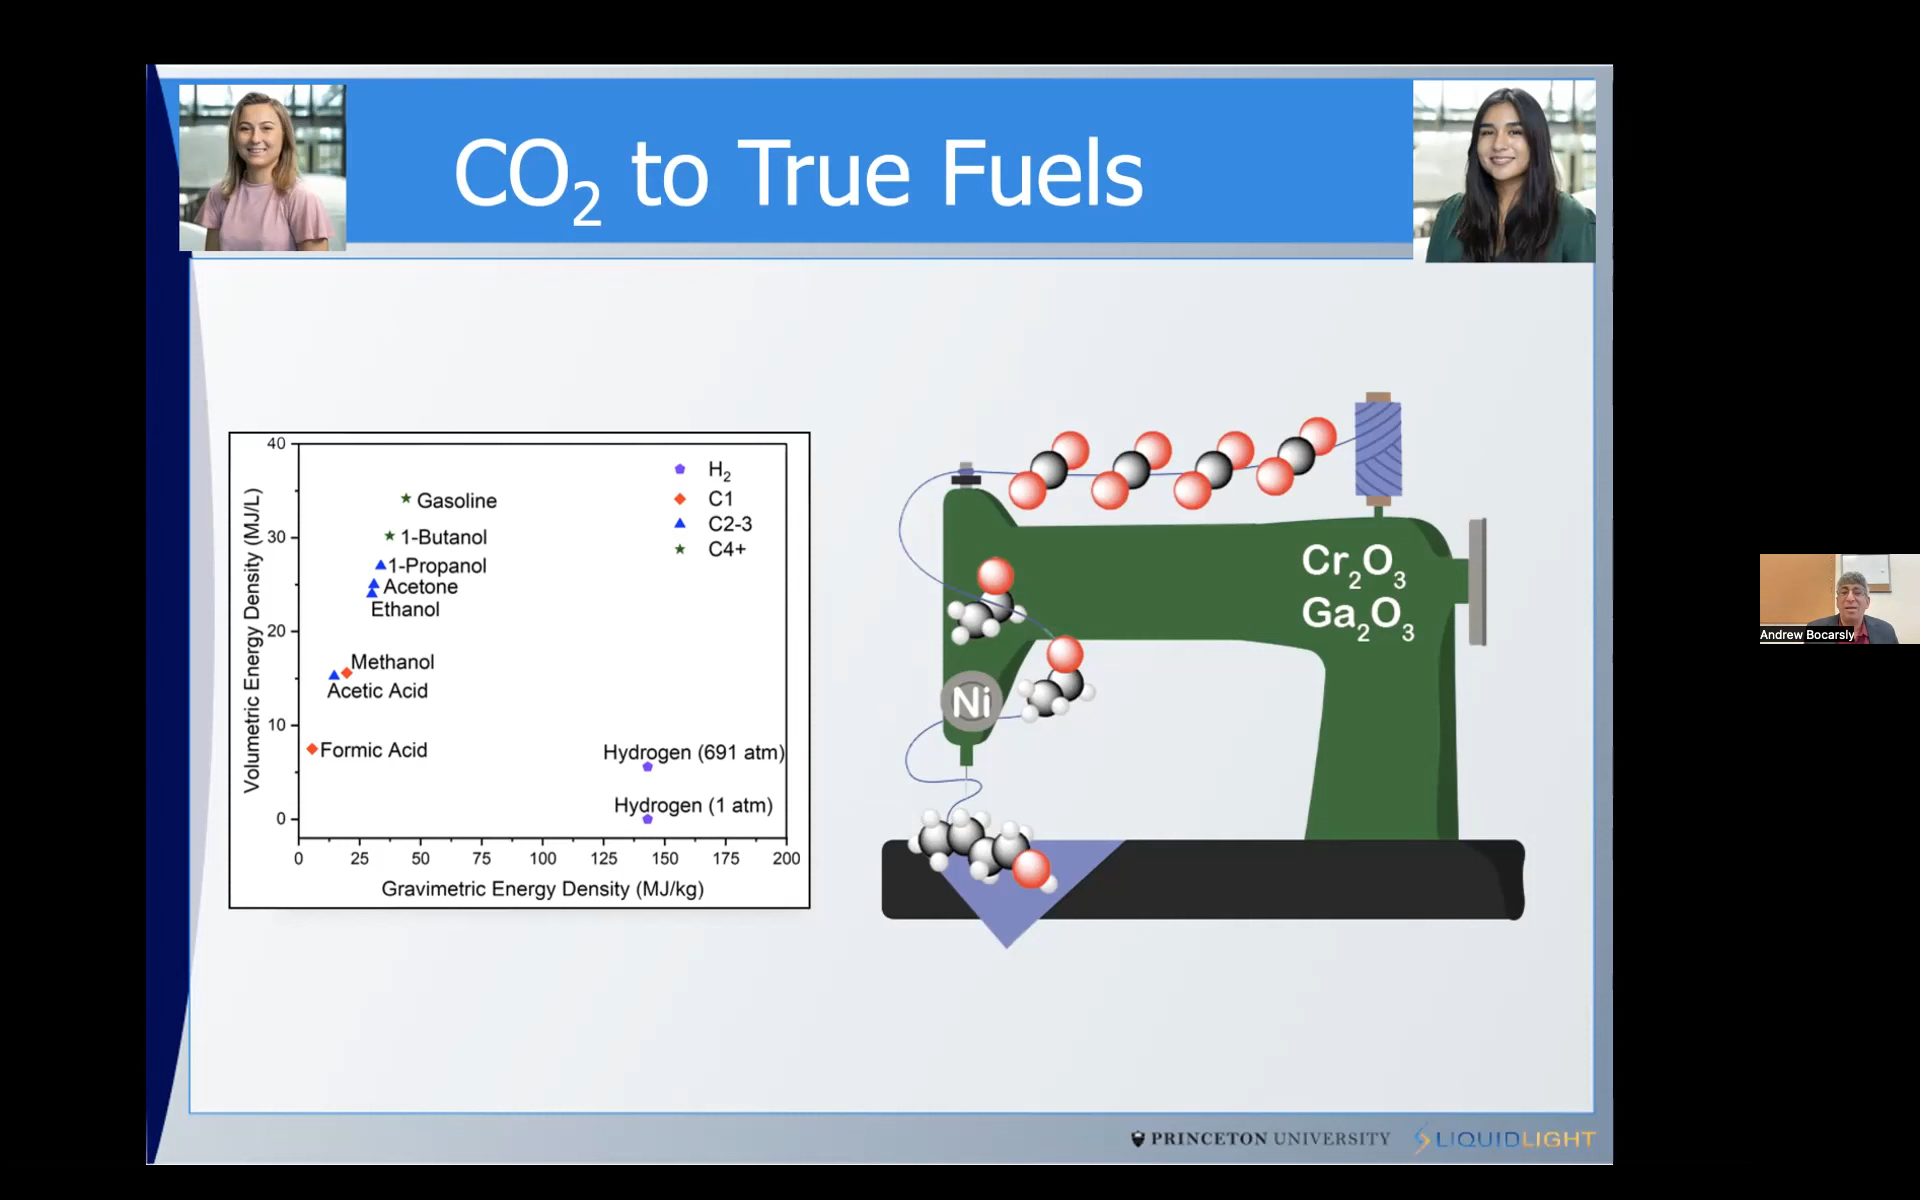 CO₂ to True Fuels
40
30
20
10
0
Volumetric Energy Density (MJ/L)
Gasoline
1-Butanol
1-Propanol
Acetone
Ethanol
Methanol
Acetic Acid
Formic Acid
H₂
C1
C2-3
C4+
Hydrogen (691 atm)
Hydrogen (1 atm)
0 25 50 75 100 125 150 175 200
Gravimetric Energy Density (MJ/kg)
Cr₂O₃
Ga₂O₃
Ni
Andrew Bocarsly
PRINCETON UNIVERSITY
LIQUIDLIGHT